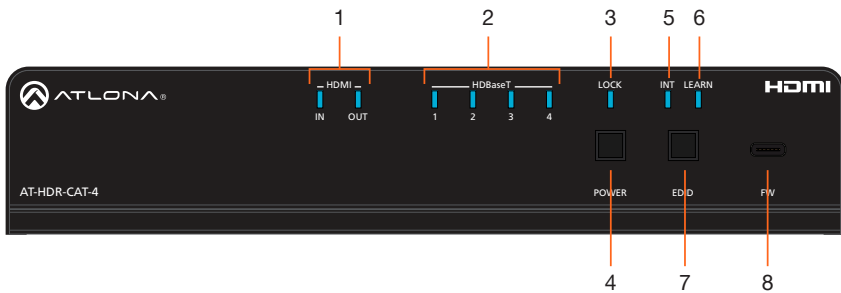 1 2 3 5 6
HDMI HDBaseT LOCK INT LEARN HDMI
ATLONA®
IN OUT 1 2 3 4
AT-HDR-CAT-4 POWER EDID FW
4 7 8